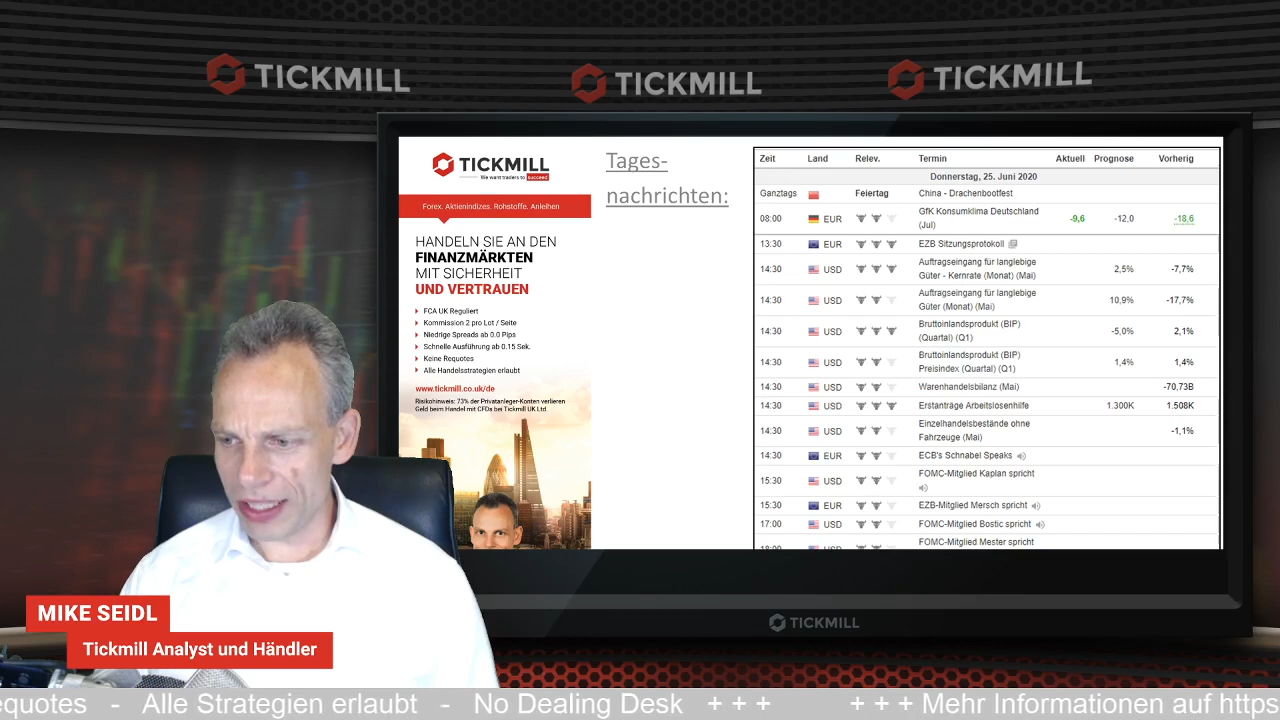 TICKMILL
TICKMILL
TICKMILL
TICKMILL
We want traders to succeed
Forex. Aktienindizes. Rohstoffe. Anleihen
HANDELN SIE AN DEN
FINANZMÄRKTEN
MIT SICHERHEIT
UND VERTRAUEN
FCA UK Reguliert
Kommission 2 pro Lot / Seite
Niedrige Spreads ab 0.0 Pips
Schnelle Ausführung ab 0.15 Sek.
Keine Requotes
Alle Handelsstrategien erlaubt
www.tickmill.co.uk/de
Risikohinweis: 73% der Privatanleger-Konten verlieren
Geld beim Handel mit CFDs bei Tickmill UK Ltd
Tages-
nachrichten:
Zeit Land Relev. Termin Aktuell Prognose Vorherig
Donnerstag, 25. Juni 2020
Ganztags Feiertag China - Drachenbootfest
08:00 EUR GfK Konsumklima Deutschland
(Jul) -9,6 -12,0 -18,6
13:30 EUR EZB Sitzungsprotokoll
14:30 USD Auftragseingang für langlebige
Güter - Kernrate (Monat) (Mai) 2,5% -7,7%
14:30 USD Auftragseingang für langlebige
Güter (Monat) (Mai) 10,9% -17,7%
14:30 USD Bruttoinlandsprodukt (BIP)
(Quartal) (Q1) -5,0% 2,1%
14:30 USD Bruttoinlandsprodukt (BIP)
Preisindex (Quartal) (Q1) 1,4% 1,4%
14:30 USD Warenhandelsbilanz (Mai) -70,73B
14:30 USD Erstanträge Arbeitslosenhilfe 1.300K 1.508K
14:30 USD Einzelhandelsbestände ohne
Fahrzeuge (Mai) -1,1%
14:30 EUR ECB's Schnabel Speaks
15:30 USD FOMC-Mitglied Kaplan spricht
15:30 EUR EZB-Mitglied Mersch spricht
17:00 USD FOMC-Mitglied Bostic spricht
18:00 USD FOMC-Mitglied Mester spricht
TICKMILL
MIKE SEIDL
Tickmill Analyst und Händler
equotes - Alle Strategien erlaubt - No Dealing Desk + + + + + + Mehr Informationen auf https